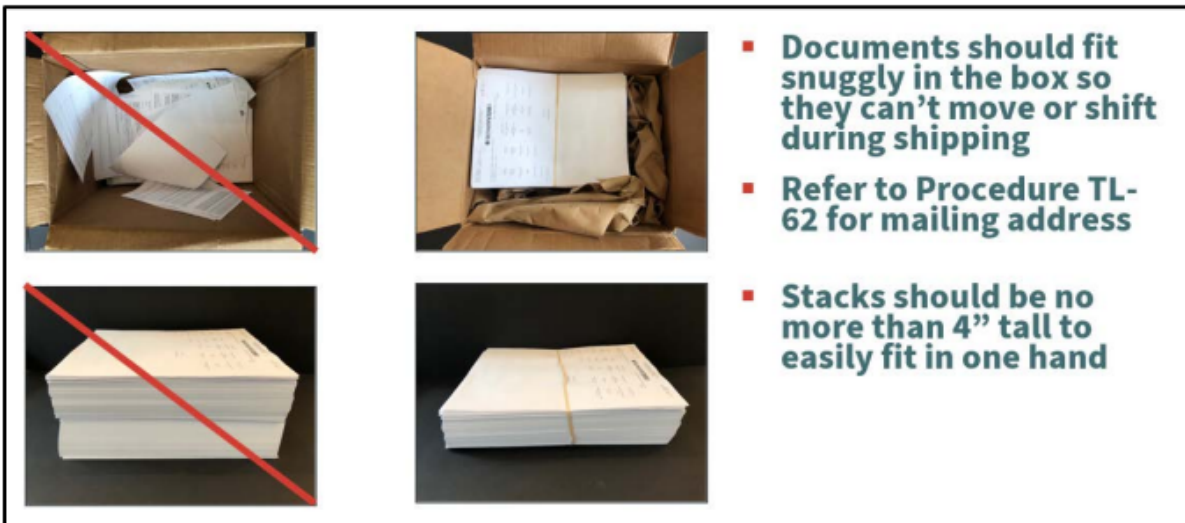 ▪ Documents should fit
snuggly in the box so
they can’t move or shift
during shipping
▪ Refer to Procedure TL-
62 for mailing address
▪ Stacks should be no
more than 4” tall to
easily fit in one hand